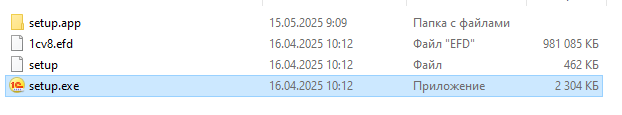 setup.app 15.05.2025 9:09 Папка с файлами
1cv8.efd 16.04.2025 10:12 Файл "EFD" 981 085 КБ
setup 16.04.2025 10:12 Файл 462 КБ
setup.exe 16.04.2025 10:12 Приложение 2 304 КБ